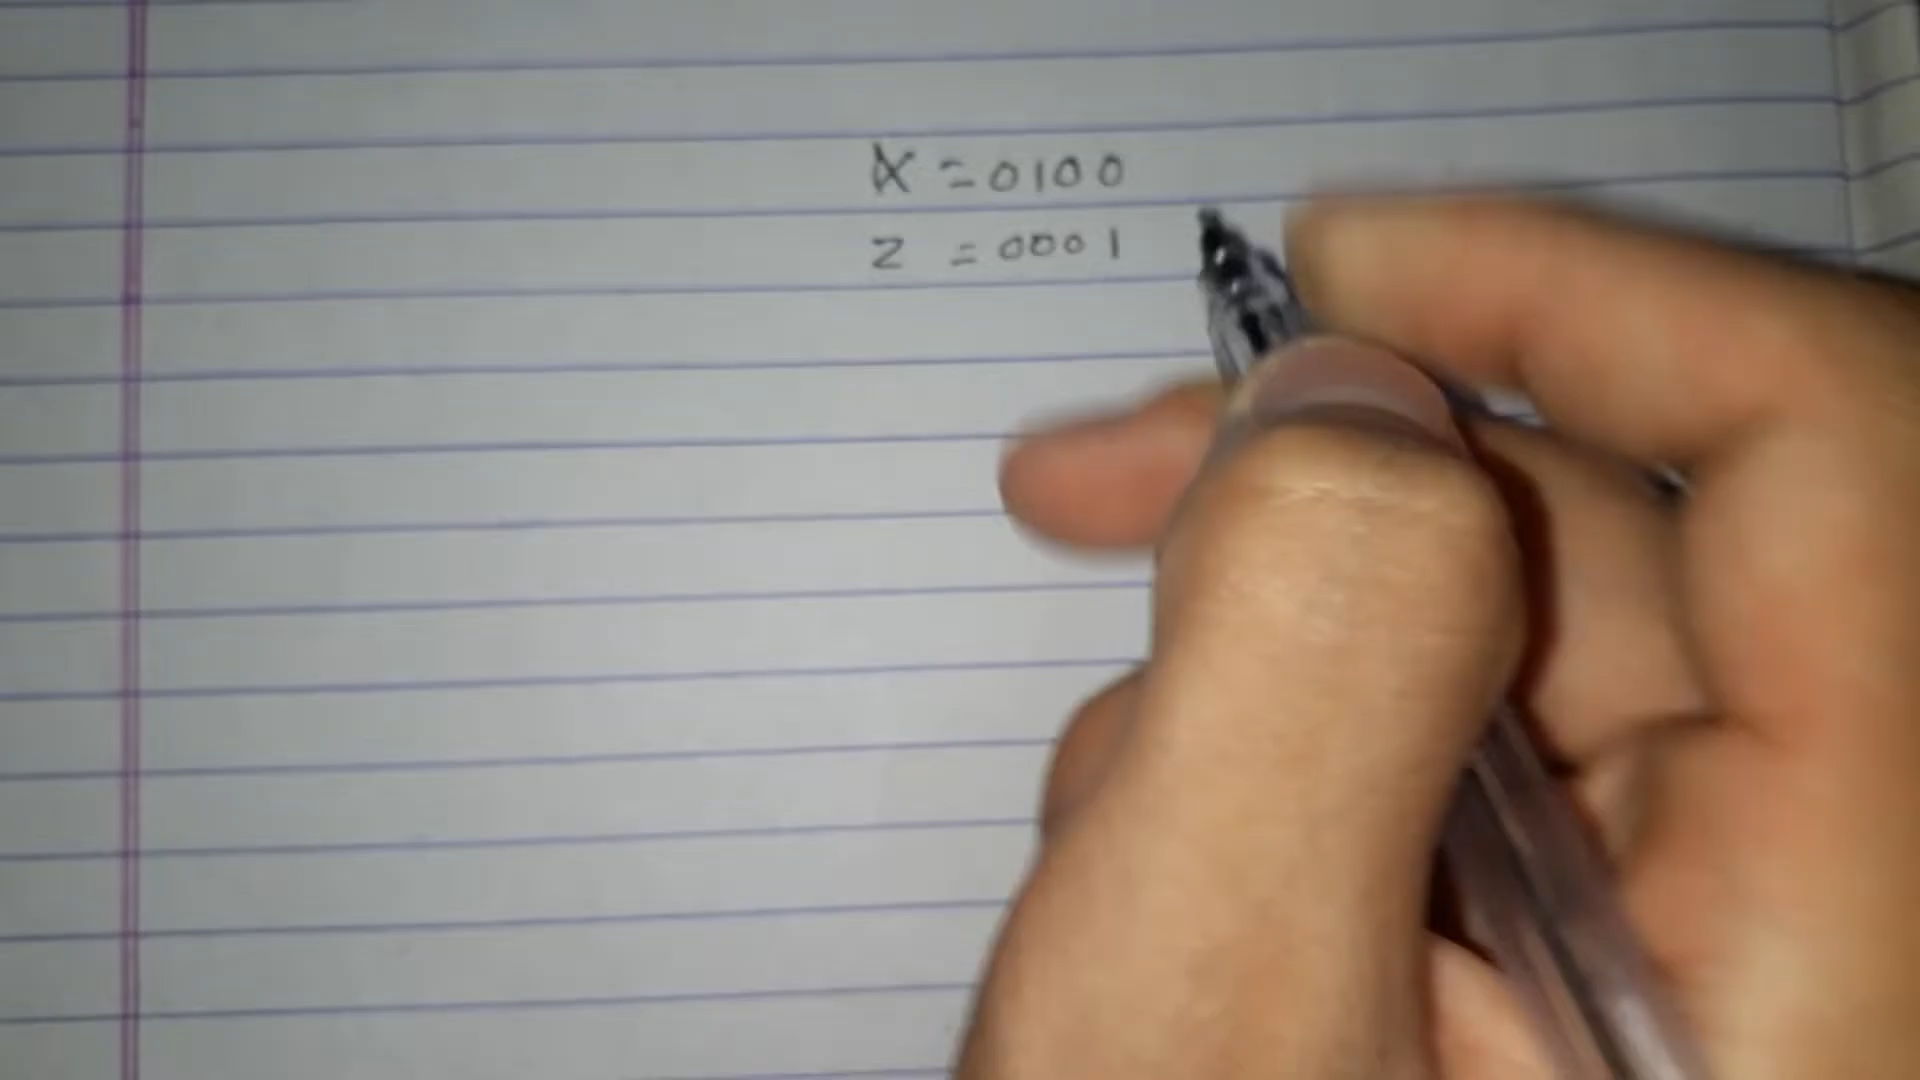 X = 0100
Z = 0001